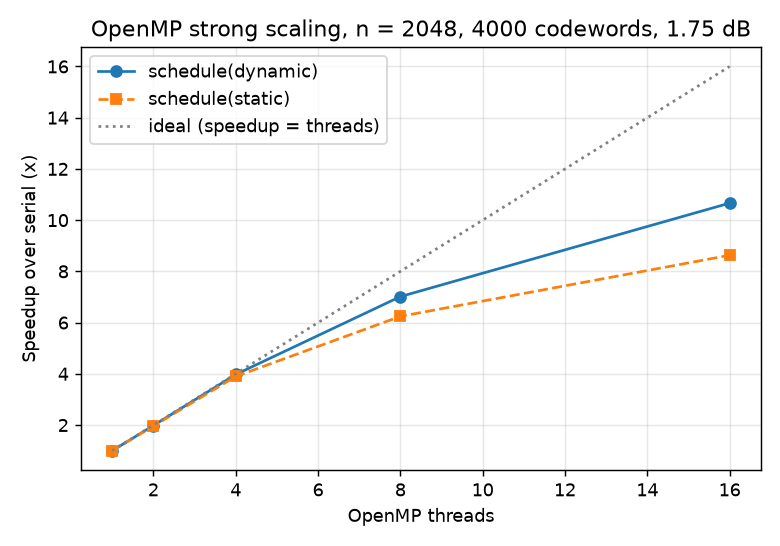 OpenMP strong scaling, n = 2048, 4000 codewords, 1.75 dB
schedule(dynamic)
schedule(static)
ideal (speedup = threads)
Speedup over serial (x)
16
14
12
10
8
6
4
2
2 4 6 8 10 12 14 16
OpenMP threads